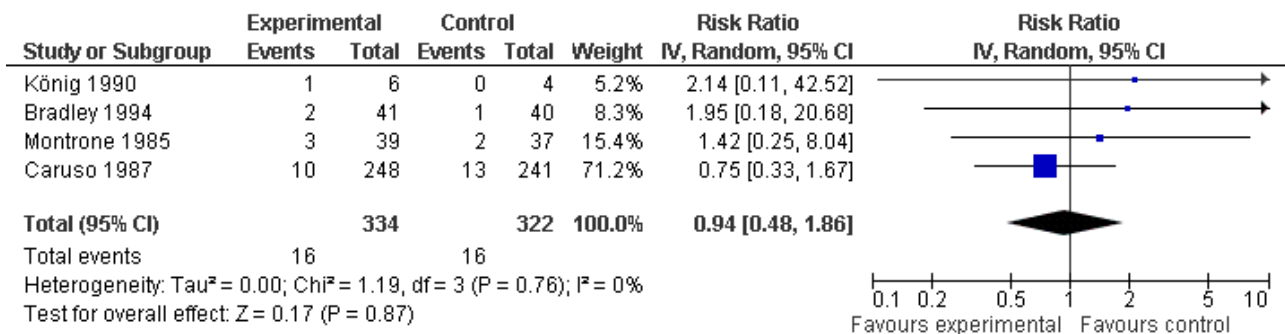 Experimental Control Risk Ratio Risk Ratio
Study or Subgroup Events Total Events Total Weight IV, Random, 95% CI IV, Random, 95% CI
König 1990 1 6 0 4 5.2% 2.14 [0.11, 42.52]
Bradley 1994 2 41 1 40 8.3% 1.95 [0.18, 20.68]
Montrone 1985 3 39 2 37 15.4% 1.42 [0.25, 8.04]
Caruso 1987 10 248 13 241 71.2% 0.75 [0.33, 1.67]
Total (95% CI) 334 322 100.0% 0.94 [0.48, 1.86]
Total events 16 16
Heterogeneity: Tau² = 0.00; Chi² = 1.19, df = 3 (P = 0.76); I² = 0%
Test for overall effect: Z = 0.17 (P = 0.87)
0.1 0.2 0.5 1 2 5 10
Favours experimental Favours control